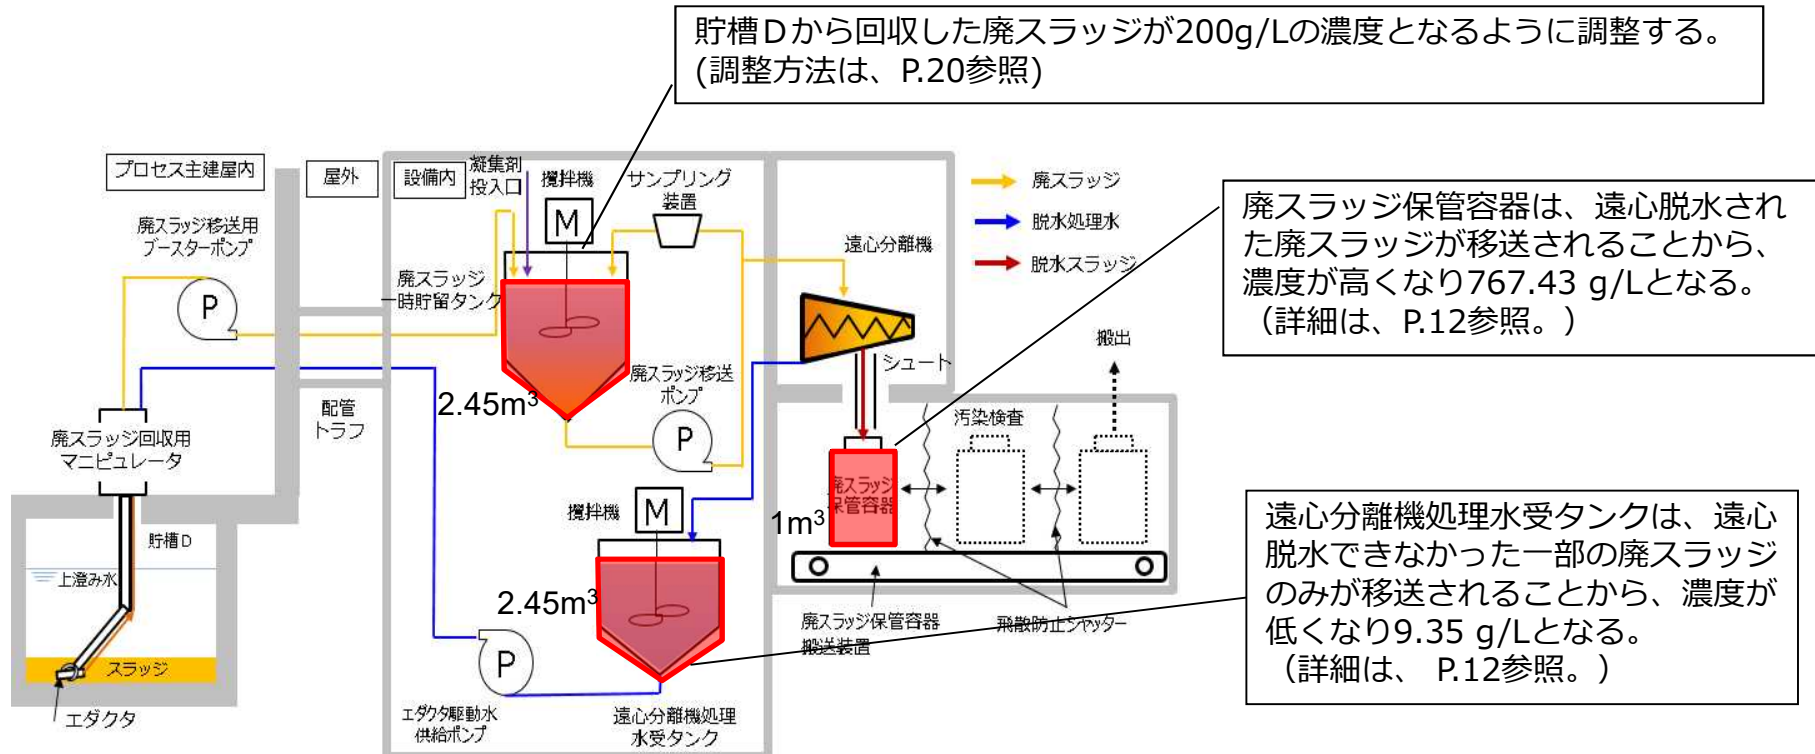 貯槽Dから回収した廃スラッジが200g/Lの濃度となるように調整する。
(調整方法は、P.20参照)
プロセス主建屋内
屋外
設備内
凝集剤
投入口
攪拌機
サンプリング
装置
M
廃スラッジ移送用
ブースターポンプ
P
廃スラッジ
一時貯留タンク
遠心分離機
廃スラッジ
脱水処理水
脱水スラッジ
廃スラッジ保管容器は、遠心脱水され
た廃スラッジが移送されることから、
濃度が高くなり767.43 g/Lとなる。
（詳細は、P.12参照。）
シュート
搬出
2.45m³
廃スラッジ移送
ポンプ
P
配管
トラフ
廃スラッジ回収用
マニピュレータ
汚染検査
廃スラッジ
保管容器
1m³
攪拌機
M
貯槽D
上澄み水
スラッジ
エダクタ
2.45m³
P
エダクタ駆動水
供給ポンプ
遠心分離機処理
水受タンク
廃スラッジ保管容器
搬送装置
飛散防止シャッター
遠心分離機処理水受タンクは、遠心
脱水できなかった一部の廃スラッジ
のみが移送されることから、濃度が
低くなり9.35 g/Lとなる。
（詳細は、 P.12参照。）